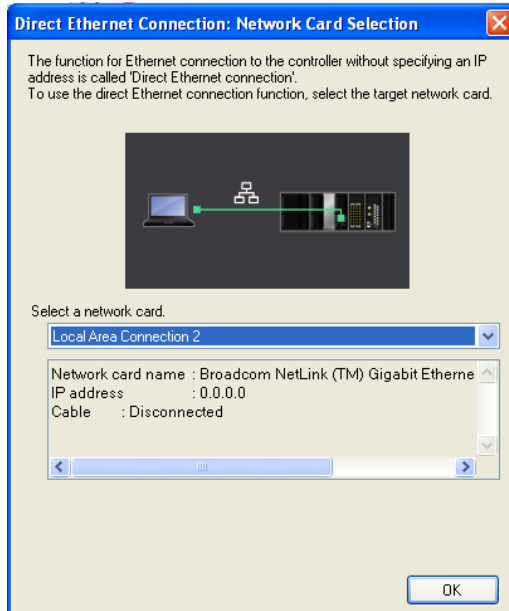 Direct Ethernet Connection: Network Card Selection
The function for Ethernet connection to the controller without specifying an IP
address is called 'Direct Ethernet connection'.
To use the direct Ethernet connection function, select the target network card.
Select a network card.
Local Area Connection 2
Network card name : Broadcom NetLink (TM) Gigabit Etherne
IP address : 0.0.0.0
Cable : Disconnected
OK